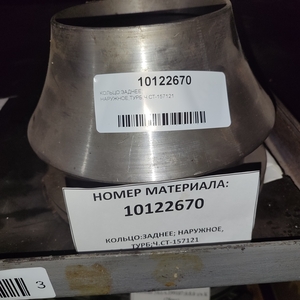 10122670
КОЛЬЦО:ЗАДНЕЕ;
НАРУЖНОЕ,ТУРБ;Ч.СТ-157121
НОМЕР МАТЕРИАЛА:
10122670
КОЛЬЦО:ЗАДНЕЕ; НАРУЖНОЕ,
ТУРБ;Ч.СТ-157121
3